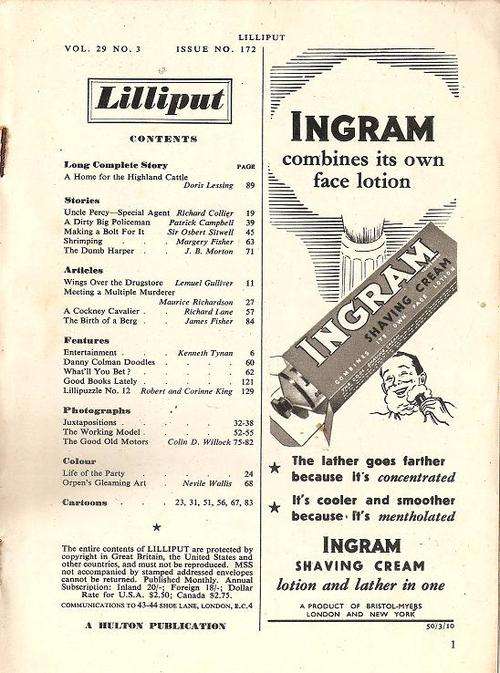 LILLIPUT
VOL. 29 NO. 3 ISSUE NO. 172
Lilliput
CONTENTS
Long Complete Story PAGE
A Home for the Highland Cattle
Doris Lessing 89
Stories
Uncle Percy—Special Agent Richard Collier 19
A Dirty Big Policeman Patrick Campbell 39
Making a Bolt For It Sir Osbert Sitwell 45
Shrimping . . Margery Fisher 63
The Dumb Harper . J. B. Morton 71
Articles
Wings Over the Drugstore Lemuel Gulliver 11
Meeting a Multiple Murderer
Maurice Richardson 27
A Cockney Cavalier . Richard Lane 57
The Birth of a Berg . James Fisher 84
Features
Entertainment . . Kenneth Tynan 6
Danny Colman Doodles . . . 60
What'll You Bet? . . . . 62
Good Books Lately . . . . 121
Lillipuzzle No. 12 Robert and Corinne King 129
Photographs
Juxtapositions . . . . 32-38
The Working Model . . . . 52-55
The Good Old Motors Colin D. Willock 75-82
Colour
Life of the Party . . . . 24
Orpen's Gleaming Art . Nevile Wallis 68
Cartoons . . 23, 31, 51, 56, 67, 83
The entire contents of LILLIPUT are protected by
copyright in Great Britain, the United States and
other countries, and must not be reproduced. MSS
not accompanied by stamped addressed envelopes
cannot be returned. Published Monthly. Annual
Subscription: Inland 20/-; Foreign 18/-; Dollar
Rate for U.S.A. $2.50; Canada $2.75.
COMMUNICATIONS TO 43-44 SHOE LANE, LONDON, E.C.4
A HULTON PUBLICATION
INGRAM
combines its own
face lotion
INGRAM
SHAVING CREAM
COMBINES ITS OWN FACE LOTION
The lather goes farther
because it's concentrated
It's cooler and smoother
because it's mentholated
INGRAM
SHAVING CREAM
lotion and lather in one
A PRODUCT OF BRISTOL-MYERS
LONDON AND NEW YORK
50/3/10
1